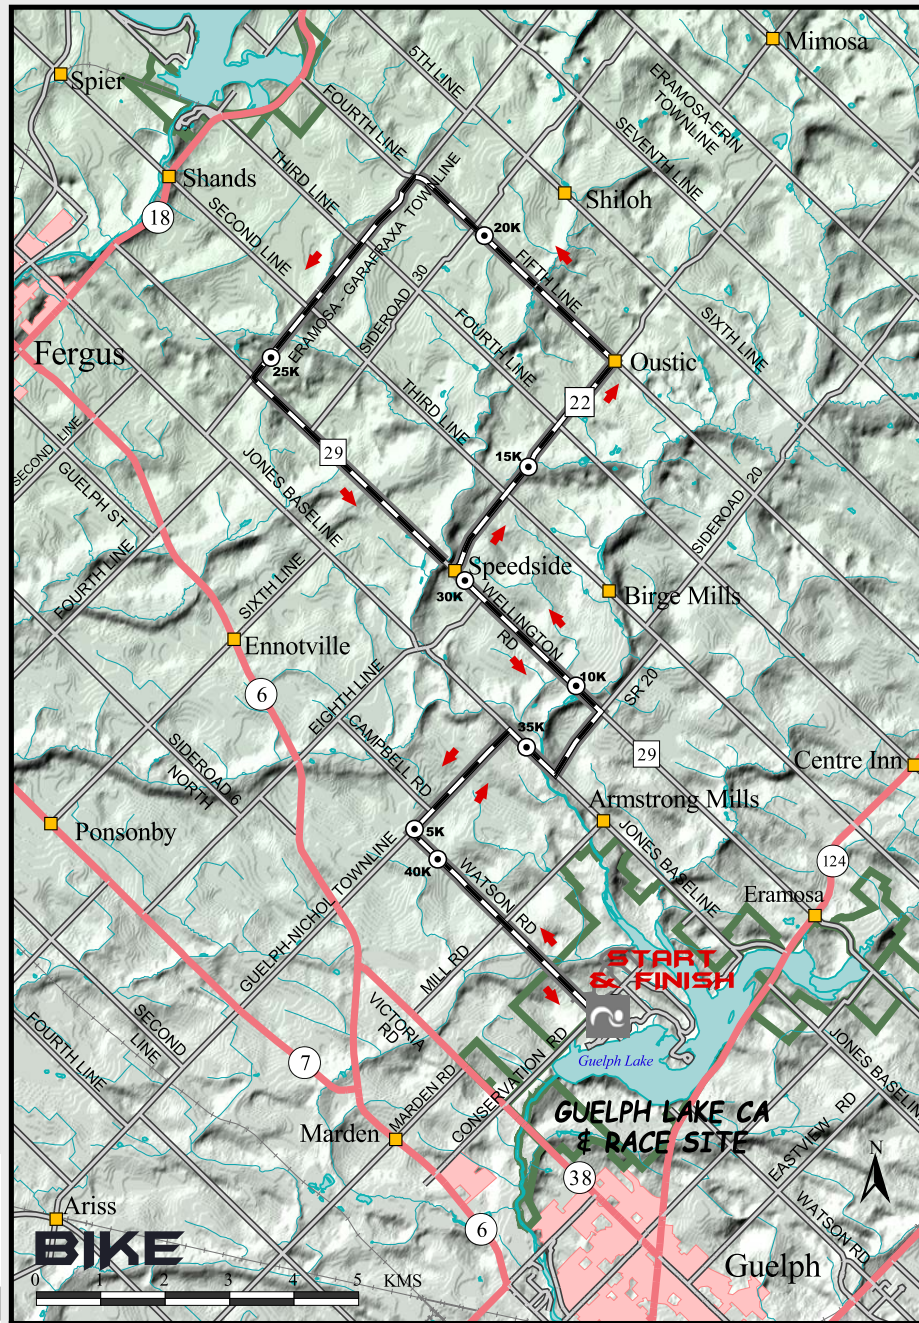 Mimosa
Spier
5TH LINE
ERAMOSA-ERIN
TOWNLINE
FOURTH LINE
SEVENTH LINE
Shands
THIRD LINE
Shiloh
18
SECOND LINE
20K
FIFTH LINE
ERAMOSA - GARAFRAXA TOWNLINE
SIDEROAD 30
FOURTH LINE
SIXTH LINE
Fergus
25K
Oustic
22
THIRD LINE
29
15K
SECOND LINE
GUELPH ST
JONES BASELINE
SIDEROAD 20
FOURTH LINE
SIXTH LINE
Speedside
30K
WELLINGTON
RD
Birge Mills
Ennotville
6
EIGHTH LINE
10K
SR 20
CAMPBELL RD
35K
29
SIDEROAD 6
NORTH
Centre Inn
Armstrong Mills
Ponsonby
5K
40K
JONES BASELINE
124
GUELPH-NICHOL TOWNLINE
WATSON RD
Eramosa
MILL RD
START
& FINISH
VICTORIA
RD
SECOND
LINE
FOURTH LINE
7
CONSERVATION RD
Guelph Lake
JONES BASELIN
MARDEN RD
GUELPH LAKE CA
& RACE SITE
EASTVIEW RD
Marden
N
38
WATSON RD
Ariss
6
BIKE
Guelph
0 1 2 3 4 5 KMS